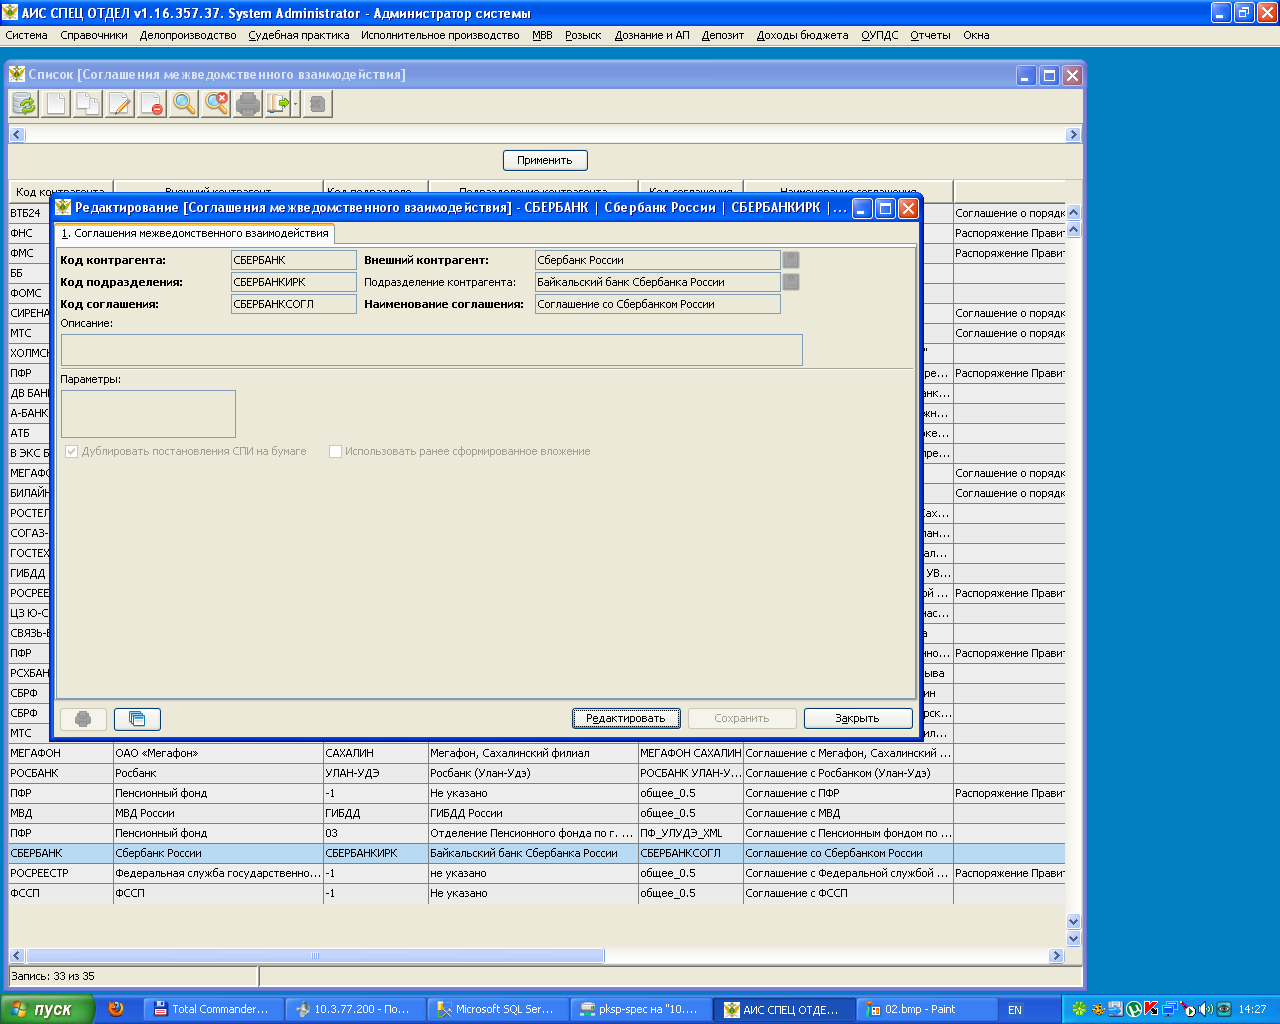 АИС СПЕЦ ОТДЕЛ v1.16.357.37. System Administrator - Администратор системы
Система Справочники Делопроизводство Судебная практика Исполнительное производство МВВ Розыск Дознание и АП Депозит Доходы бюджета ОУПДС Отчеты Окна
Список [Соглашения межведомственного взаимодействия]
Применить
Код контрагента Внешний контрагент Код подразделе... Подразделение контрагента Код соглашения Наименование соглашения
Редактирование [Соглашения межведомственного взаимодействия] - СБЕРБАНК | Сбербанк России | СБЕРБАНКИРК |...
1. Соглашения межведомственного взаимодействия
Код контрагента: СБЕРБАНК Внешний контрагент: Сбербанк России
Код подразделения: СБЕРБАНКИРК Подразделение контрагента: Байкальский банк Сбербанка России
Код соглашения: СБЕРБАНКСОГЛ Наименование соглашения: Соглашение со Сбербанком России
Описание:
Параметры:
Дублировать постановления СПИ на бумаге Использовать ранее сформированное вложение
Редактировать Сохранить Закрыть
ВТБ24 Соглашение о порядк
ФНС Распоряжение Правит
ФМС Распоряжение Правит
ББ
ФОМС
СИРЕНА Соглашение о порядк
МТС Соглашение о порядк
ХОЛМСК "
ПФР ре... Распоряжение Правит
ДВ БАН анк...
А-БАНК жн...
АТБ оке...
В ЭКС Б пре...
МЕГАФО Соглашение о порядк
БИЛАЙН Соглашение о порядк
РОСТЕЛ Сах...
СОГАЗ- лан...
ГОСТЕХ ал...
ГИБДД УВ...
РОСРЕЕ ой ... Распоряжение Правит
ЦЗ Ю-С нас...
СВЯЗЬ-Б а
ПФР нно... Распоряжение Правит
РСХБАН ыва
СБРФ ин
СБРФ рск...
МТС ил...
МЕГАФОН ОАО «Мегафон» САХАЛИН Мегафон, Сахалинский филиал МЕГАФОН САХАЛИН Соглашение с Мегафон, Сахалинский ...
РОСБАНК Росбанк УЛАН-УДЭ Росбанк (Улан-Удэ) РОСБАНК УЛАН-У... Соглашение с Росбанком (Улан-Удэ)
ПФР Пенсионный фонд -1 Не указано общее_0.5 Соглашение с ПФР Распоряжение Правит
МВД МВД России ГИБДД ГИБДД России общее_0.5 Соглашение с МВД
ПФР Пенсионный фонд 03 Отделение Пенсионного фонда по г. ... ПФ_УЛУДЭ_XML Соглашение с Пенсионным фондом по ...
СБЕРБАНК Сбербанк России СБЕРБАНКИРК Байкальский банк Сбербанка России СБЕРБАНКСОГЛ Соглашение со Сбербанком России
РОСРЕЕСТР Федеральная служба государственно... -1 не указано общее_0.5 Соглашение с Федеральной службой ... Распоряжение Правит
ФССП ФССП -1 Не указано общее_0.5 Соглашение с ФССП
Запись: 33 из 35
пуск Total Commander... 10.3.77.200 - По... Microsoft SQL Ser... pksp-spec на "10.... АИС СПЕЦ ОТДЕ... 02.bmp - Paint EN 14:27